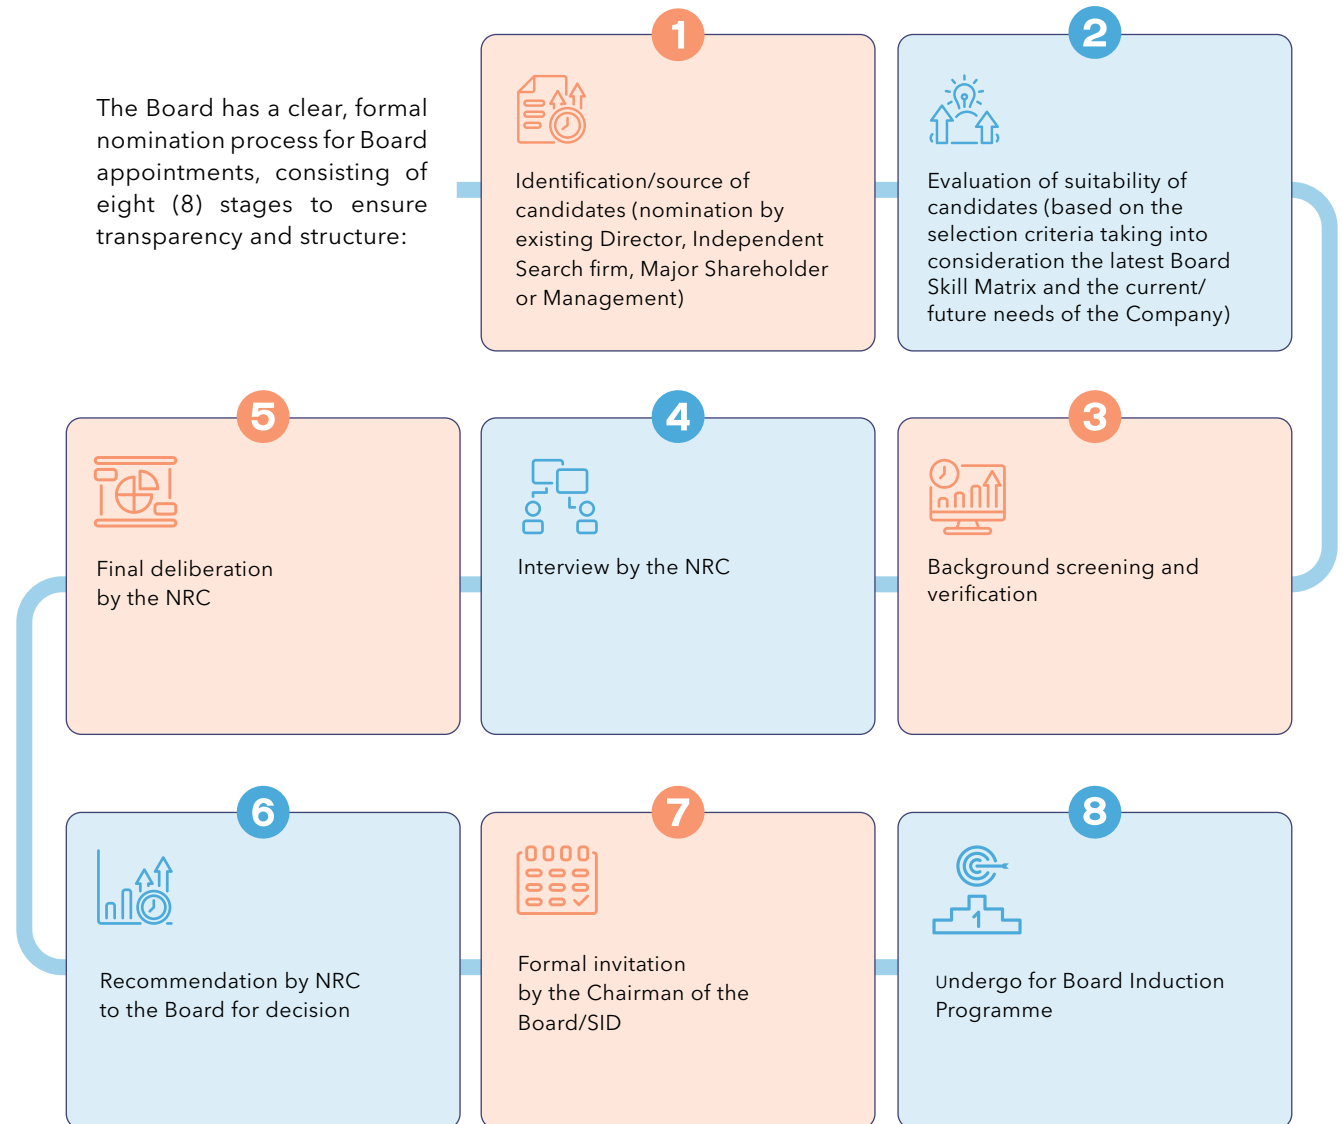 The Board has a clear, formal
nomination process for Board
appointments, consisting of
eight (8) stages to ensure
transparency and structure:
1
Identification/source of
candidates (nomination by
existing Director, Independent
Search firm, Major Shareholder
or Management)
2
Evaluation of suitability of
candidates (based on the
selection criteria taking into
consideration the latest Board
Skill Matrix and the current/
future needs of the Company)
3
Background screening and
verification
4
Interview by the NRC
5
Final deliberation
by the NRC
6
Recommendation by NRC
to the Board for decision
7
Formal invitation
by the Chairman of the
Board/SID
8
1
Undergo for Board Induction
Programme